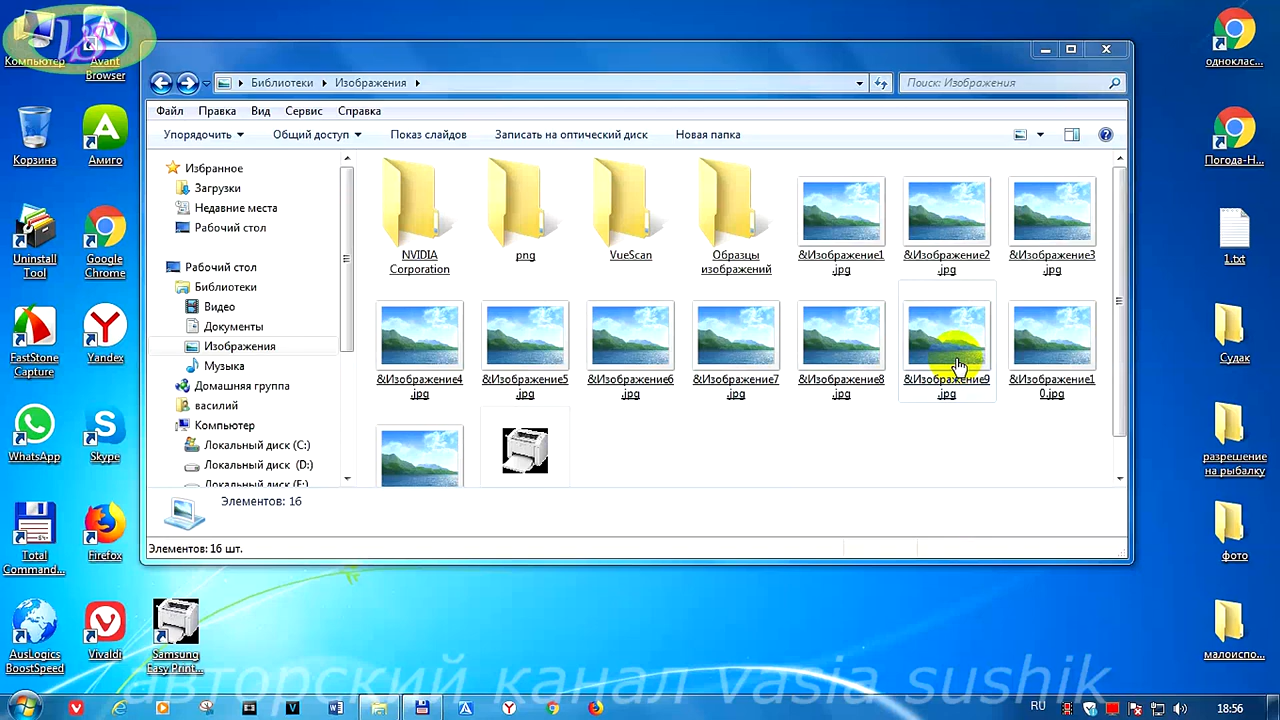 Компьютер
Avant
Browser
Корзина
Амиго
Uninstall
Tool
Google
Chrome
FastStone
Capture
Yandex
WhatsApp
Skype
Total
Command...
Firefox
AusLogics
BoostSpeed
Vivaldi
Samsung
Easy Print...
Библиотеки
Изображения
Поиск: Изображения
Файл
Правка
Вид
Сервис
Справка
Упорядочить
Общий доступ
Показ слайдов
Записать на оптический диск
Новая папка
Избранное
Загрузки
Недавние места
Рабочий стол
Рабочий стол
Библиотеки
Видео
Документы
Изображения
Музыка
Домашняя группа
василий
Компьютер
Локальный диск (C:)
Локальный диск (D:)
Локальный диск (F:)
NVIDIA
Corporation
png
VueScan
Образцы
изображений
&Изображение1
.jpg
&Изображение2
.jpg
&Изображение3
.jpg
&Изображение4
.jpg
&Изображение5
.jpg
&Изображение6
.jpg
&Изображение7
.jpg
&Изображение8
.jpg
&Изображение9
.jpg
&Изображение1
0.jpg
Элементов: 16
Элементов: 16 шт.
одноклас...
Погода-Н...
1.txt
Судак
разрешение
на рыбалку
фото
малоиспо...
авторский канал vasia sushik
RU
18:56